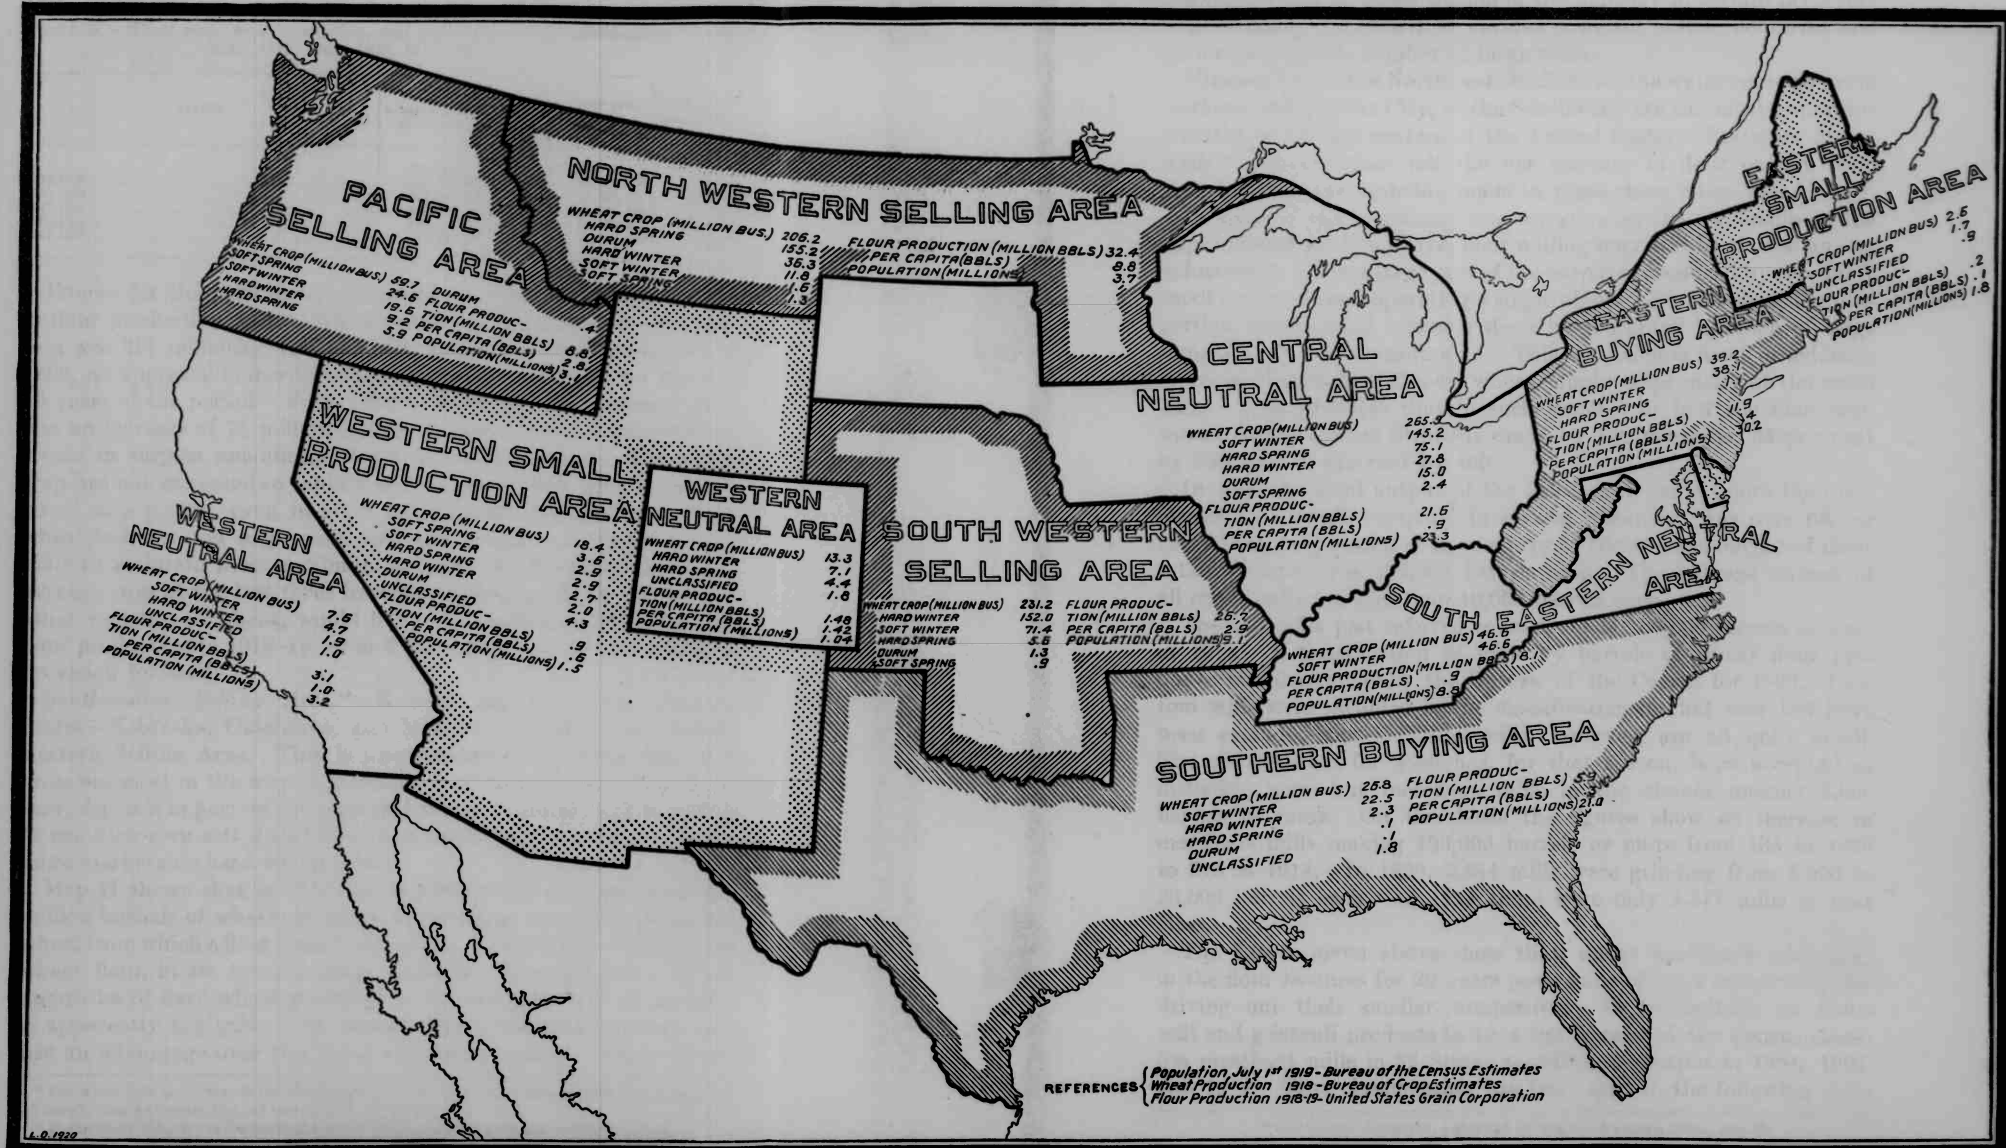 NORTH WESTERN SELLING AREA
WHEAT CROP (MILLION BUS.) 206.2
HARD SPRING 155.2
DURUM 36.3
HARD WINTER 11.8
SOFT WINTER 1.6
SOFT SPRING 1.3
FLOUR PRODUCTION (MILLION BBLS) 32.4
PER CAPITA (BBLS) 8.8
POPULATION (MILLIONS) 3.7
PACIFIC
SELLING AREA
WHEAT CROP (MILLION BUS.) 59.7
SOFT SPRING 24.6
SOFT WINTER 19.6
HARD WINTER 9.2
HARD SPRING 5.9
DURUM .4
FLOUR PRODUC-
TION (MILLION BBLS) 8.8
PER CAPITA (BBLS) 2.8
POPULATION (MILLIONS) 3.1
EASTERN
SMALL
PRODUCTION AREA
WHEAT CROP (MILLION BUS) 2.6
SOFT WINTER 1.7
UNCLASSIFIED .9
FLOUR PRODUC-
TION (MILLION BBLS) .2
PER CAPITA (BBLS) .1
POPULATION (MILLIONS) 1.8
EASTERN
BUYING AREA
WHEAT CROP (MILLION BUS) 39.2
SOFT WINTER 38.1
HARD SPRING 1.1
FLOUR PRODUC-
TION (MILLION BBLS) 11.9
PER CAPITA (BBLS) .4
POPULATION (MILLIONS) 30.2
CENTRAL
NEUTRAL AREA
WHEAT CROP (MILLION BUS) 265.5
SOFT WINTER 145.2
HARD SPRING 75.1
HARD WINTER 27.8
DURUM 15.0
SOFT SPRING 2.4
FLOUR PRODUC-
TION (MILLION BBLS) 21.6
PER CAPITA (BBLS) .9
POPULATION (MILLIONS) 23.3
WESTERN SMALL
PRODUCTION AREA
WHEAT CROP (MILLION BUS) 18.4
SOFT SPRING 3.6
SOFT WINTER 2.9
HARD SPRING 2.9
HARD WINTER 2.7
DURUM 2.0
UNCLASSIFIED 4.3
FLOUR PRODUC-
TION (MILLION BBLS) .9
PER CAPITA (BBLS) .6
POPULATION (MILLIONS) 1.5
WESTERN
NEUTRAL AREA
WHEAT CROP (MILLION BUS) 13.3
HARD WINTER 7.1
HARD SPRING 4.4
UNCLASSIFIED 1.8
FLOUR PRODUC-
TION (MILLION BBLS) 1.48
PER CAPITA (BBLS) 1.42
POPULATION (MILLIONS) 1.04
WESTERN
NEUTRAL AREA
WHEAT CROP (MILLION BUS) 7.6
SOFT WINTER 4.7
HARD WINTER 1.9
UNCLASSIFIED 1.0
FLOUR PRODUC-
TION (MILLION BBLS) 3.1
PER CAPITA (BBLS) 1.0
POPULATION (MILLIONS) 3.2
SOUTH WESTERN
SELLING AREA
WHEAT CROP (MILLION BUS) 231.2
HARD WINTER 152.0
SOFT WINTER 71.4
HARD SPRING 5.6
DURUM 1.3
SOFT SPRING .9
FLOUR PRODUC-
TION (MILLION BBLS) 26.7
PER CAPITA (BBLS) 2.9
POPULATION (MILLIONS) 9.1
SOUTH EASTERN NEUTRAL
AREA
WHEAT CROP (MILLION BUS) 46.6
SOFT WINTER 46.6
FLOUR PRODUCTION (MILLION BBLS) 8.1
PER CAPITA (BBLS) .9
POPULATION (MILLIONS) 8.8
SOUTHERN BUYING AREA
WHEAT CROP (MILLION BUS.) 26.8
SOFT WINTER 22.5
HARD WINTER 2.3
HARD SPRING .1
DURUM .1
UNCLASSIFIED 1.8
FLOUR PRODUC-
TION (MILLION BBLS) 5.9
PER CAPITA (BBLS)
POPULATION (MILLIONS) 21.0
REFERENCES
Population, July 1st 1919 - Bureau of the Census Estimates
Wheat Production 1918 - Bureau of Crop Estimates
Flour Production 1918-19 - United States Grain Corporation
L.O. 1920